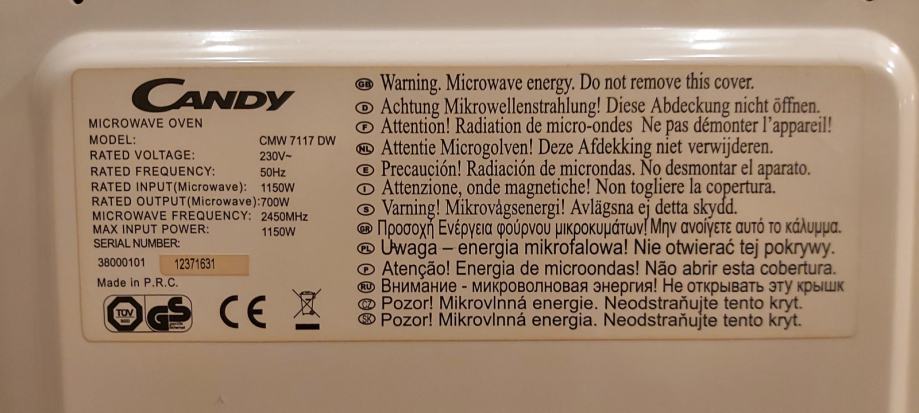 CANDY
MICROWAVE OVEN
MODEL: CMW 7117 DW
RATED VOLTAGE: 230V~
RATED FREQUENCY: 50Hz
RATED INPUT(Microwave): 1150W
RATED OUTPUT(Microwave):700W
MICROWAVE FREQUENCY: 2450MHz
MAX INPUT POWER: 1150W
SERIAL NUMBER:
38000101 12371631
Made in P.R.C.
TÜV GS CE
GB Warning. Microwave energy. Do not remove this cover.
D Achtung Mikrowellenstrahlung! Diese Abdeckung nicht öffnen.
F Attention! Radiation de micro-ondes Ne pas démonter l'appareil!
NL Attentie Microgolven! Deze Afdekking niet verwijderen.
E Precaución! Radiación de microndas. No desmontar el aparato.
I Attenzione, onde magnetiche! Non togliere la copertura.
S Varning! Mikrovågsenergi! Avlägsna ej detta skydd.
GR Προσοχή Ενέργεια φούρνου μικροκυμάτων! Μην ανοίγετε αυτό το κάλυμμα.
PL Uwaga – energia mikrofalowa! Nie otwierać tej pokrywy.
P Atenção! Energia de microondas! Não abrir esta cobertura.
RU Внимание - микроволновая энергия! Не открывать эту крышк
CZ Pozor! Mikrovlnná energie. Neodstraňujte tento kryt.
SK Pozor! Mikrovlnná energia. Neodstraňujte tento kryt.